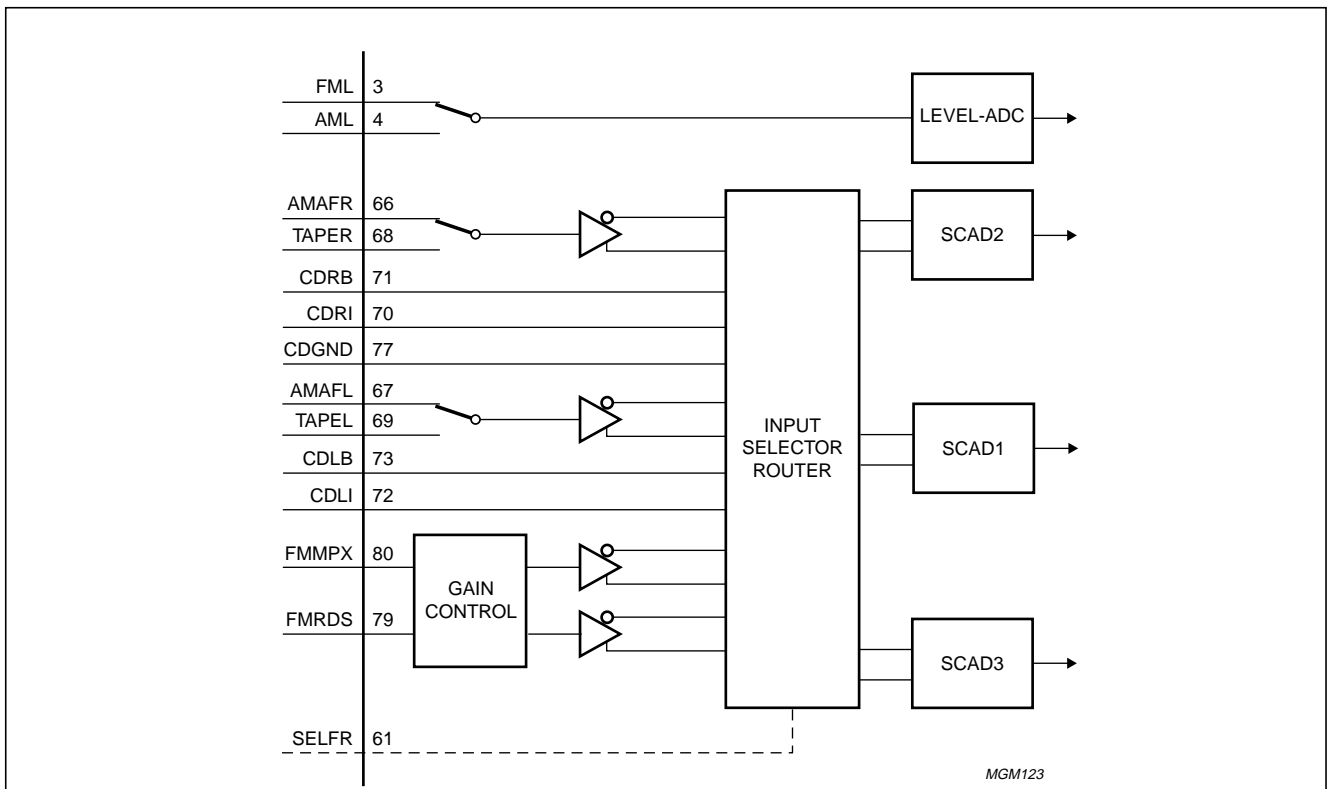 FML 3
AML 4
LEVEL-ADC
AMAFR 66
TAPER 68
SCAD2
CDRB 71
CDRI 70
CDGND 77
AMAFL 67
TAPEL 69
INPUT
SELECTOR
ROUTER
SCAD1
CDLB 73
CDLI 72
FMMPX 80
GAIN
CONTROL
FMRDS 79
SCAD3
SELFR 61
MGM123